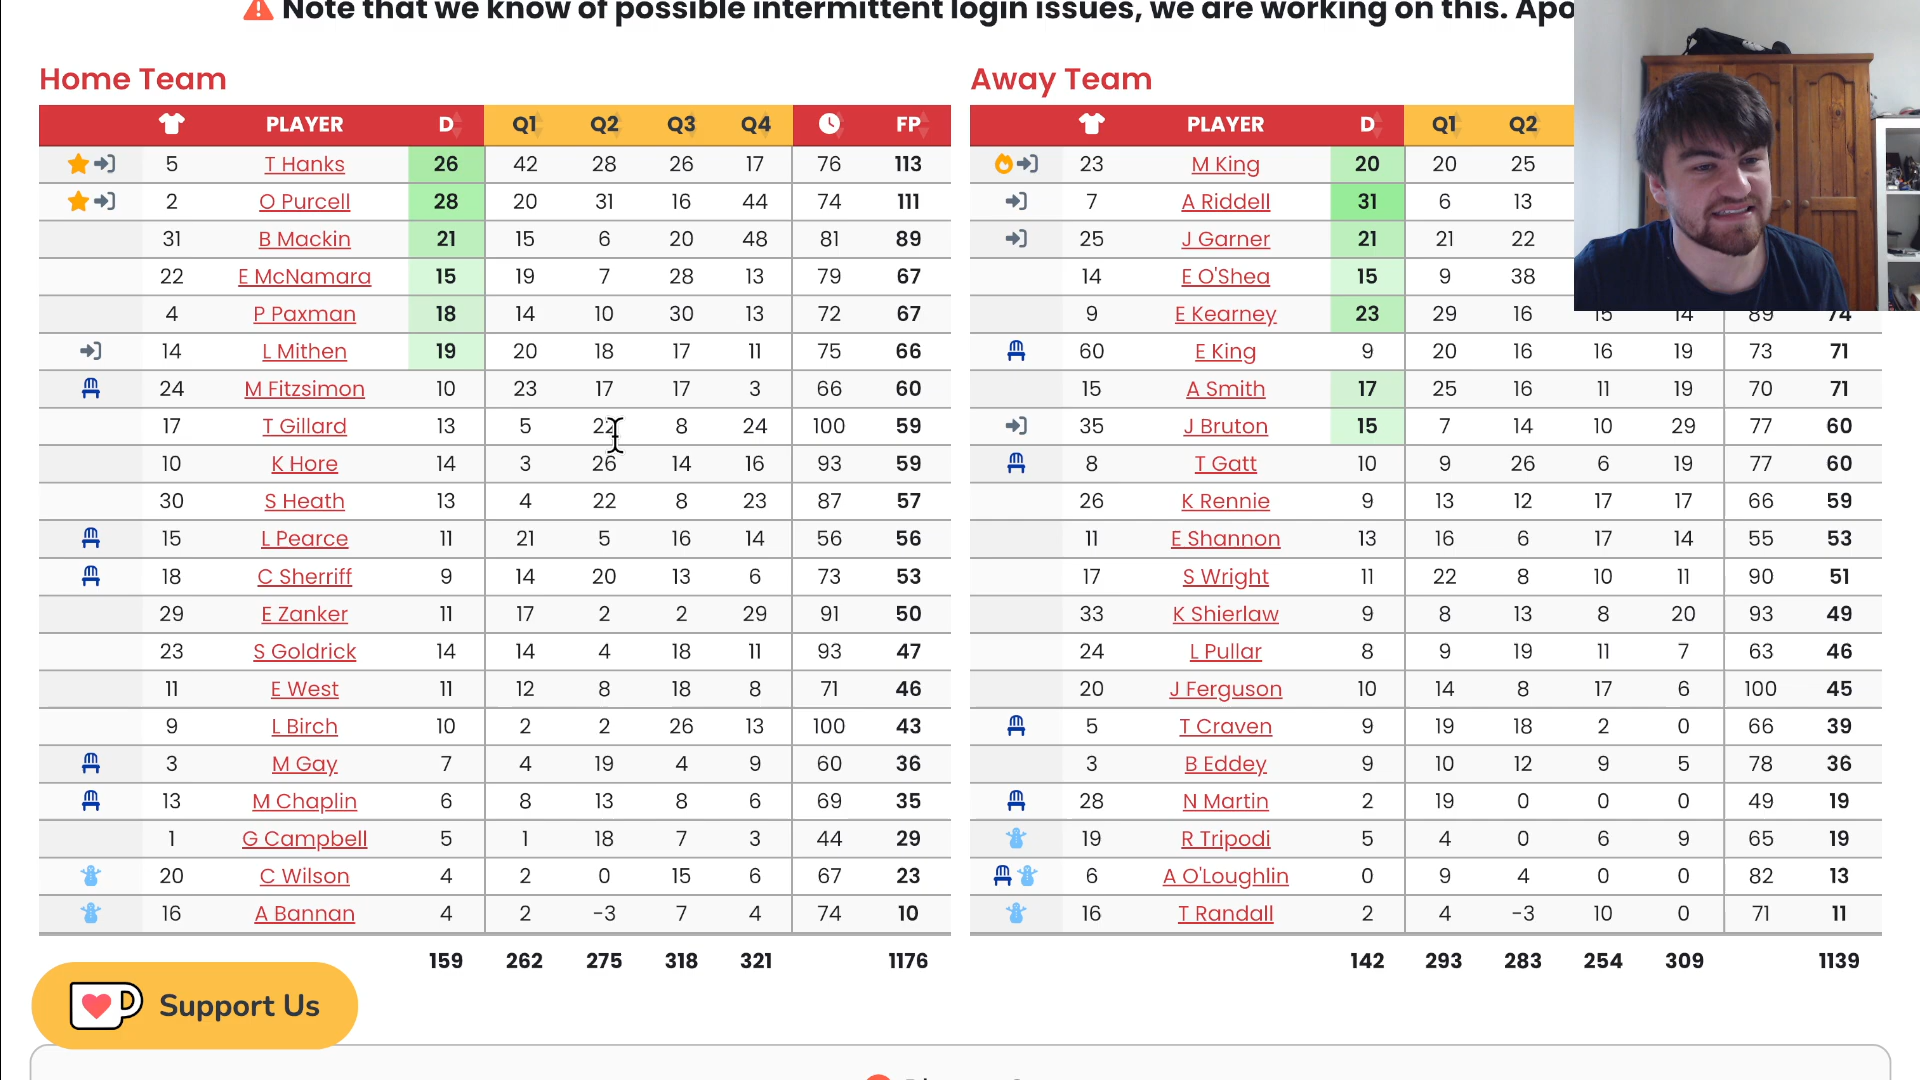 Note that we know of possible intermittent login issues, we are working on this. Apo
Home Team
PLAYER D Q1 Q2 Q3 Q4 FP
5 T Hanks 26 42 28 26 17 76 113
2 O Purcell 28 20 31 16 44 74 111
31 B Mackin 21 15 6 20 48 81 89
22 E McNamara 15 19 7 28 13 79 67
4 P Paxman 18 14 10 30 13 72 67
14 L Mithen 19 20 18 17 11 75 66
24 M Fitzsimon 10 23 17 17 3 66 60
17 T Gillard 13 5 22 8 24 100 59
10 K Hore 14 3 26 14 16 93 59
30 S Heath 13 4 22 8 23 87 57
15 L Pearce 11 21 5 16 14 56 56
18 C Sherriff 9 14 20 13 6 73 53
29 E Zanker 11 17 2 2 29 91 50
23 S Goldrick 14 14 4 18 11 93 47
11 E West 11 12 8 18 8 71 46
9 L Birch 10 2 2 26 13 100 43
3 M Gay 7 4 19 4 9 60 36
13 M Chaplin 6 8 13 8 6 69 35
1 G Campbell 5 1 18 7 3 44 29
20 C Wilson 4 2 0 15 6 67 23
16 A Bannan 4 2 -3 7 4 74 10
159 262 275 318 321 1176
Away Team
PLAYER D Q1 Q2
23 M King 20 20 25
7 A Riddell 31 6 13
25 J Garner 21 21 22
14 E O'Shea 15 9 38
9 E Kearney 23 29 16 15 14 89 74
60 E King 9 20 16 16 19 73 71
15 A Smith 17 25 16 11 19 70 71
35 J Bruton 15 7 14 10 29 77 60
8 T Gatt 10 9 26 6 19 77 60
26 K Rennie 9 13 12 17 17 66 59
11 E Shannon 13 16 6 17 14 55 53
17 S Wright 11 22 8 10 11 90 51
33 K Shierlaw 9 8 13 8 20 93 49
24 L Pullar 8 9 19 11 7 63 46
20 J Ferguson 10 14 8 17 6 100 45
5 T Craven 9 19 18 2 0 66 39
3 B Eddey 9 10 12 9 5 78 36
28 N Martin 2 19 0 0 0 49 19
19 R Tripodi 5 4 0 6 9 65 19
6 A O'Loughlin 0 9 4 0 0 82 13
16 T Randall 2 4 -3 10 0 71 11
142 293 283 254 309 1139
Support Us